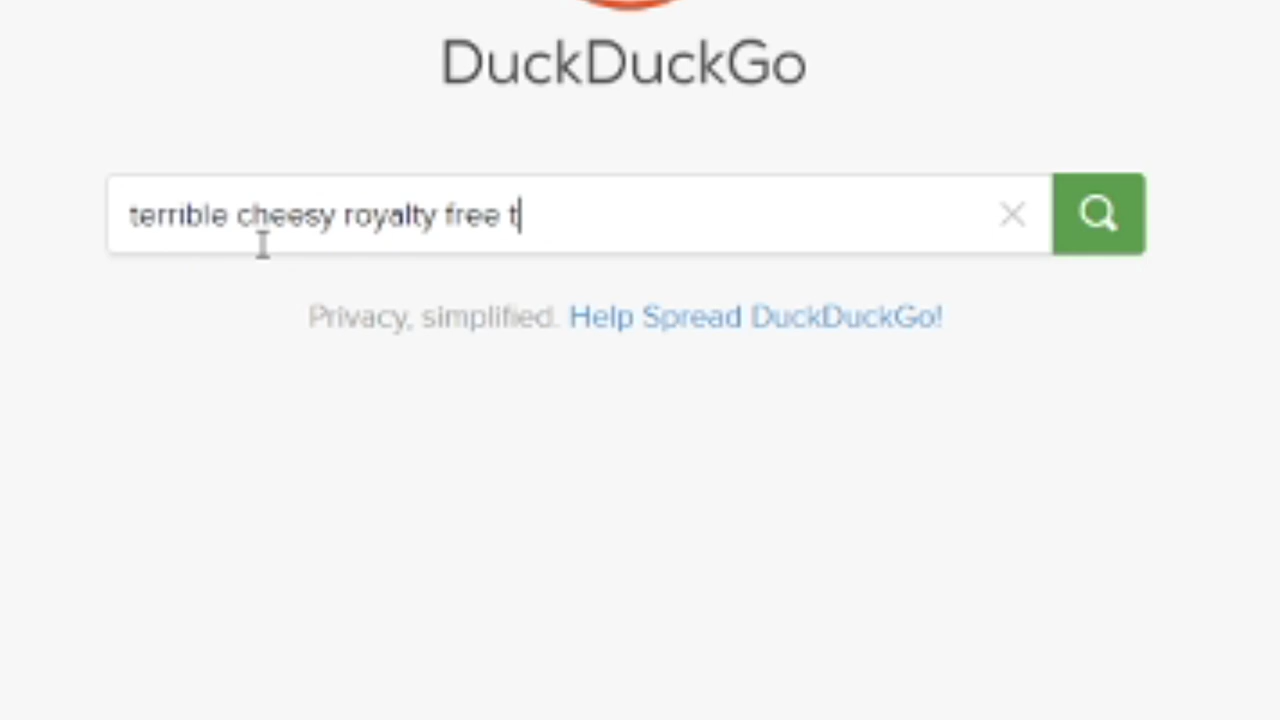 DuckDuckGo
terrible cheesy royalty free t
Privacy, simplified. Help Spread DuckDuckGo!